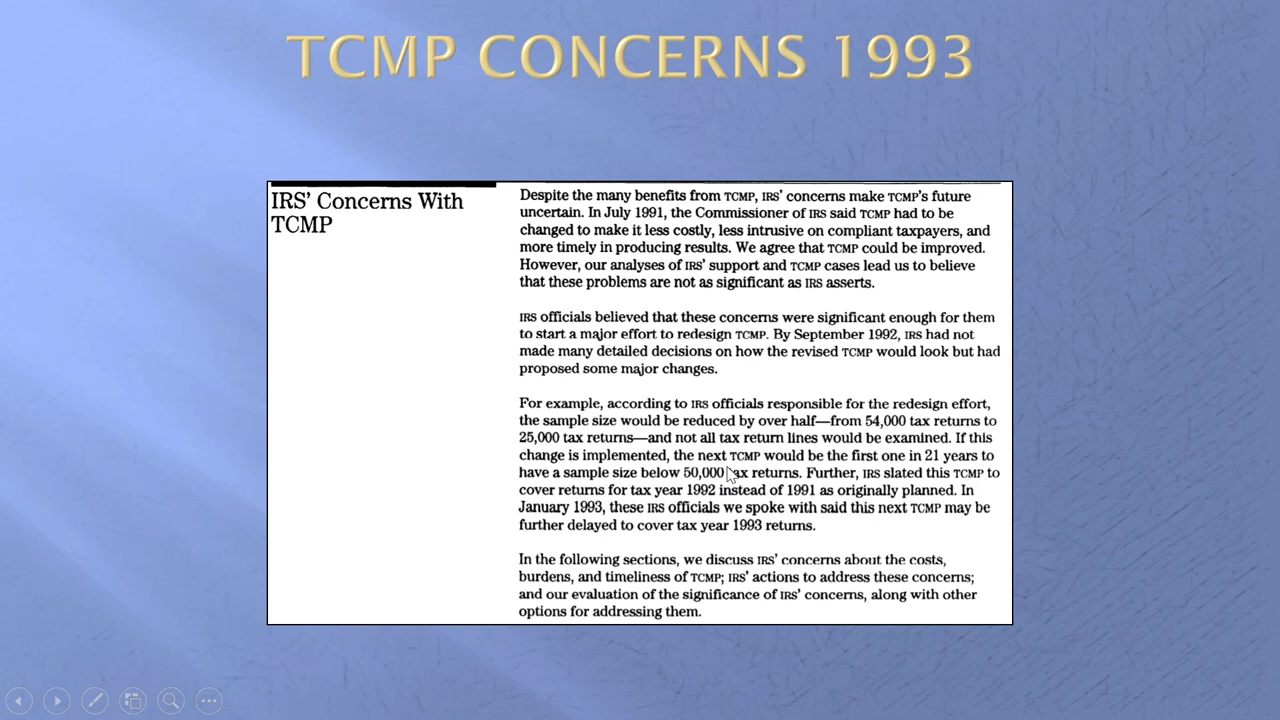 TCMP CONCERNS 1993
IRS' Concerns With
TCMP
Despite the many benefits from TCMP, IRS' concerns make TCMP's future
uncertain. In July 1991, the Commissioner of IRS said TCMP had to be
changed to make it less costly, less intrusive on compliant taxpayers, and
more timely in producing results. We agree that TCMP could be improved.
However, our analyses of IRS' support and TCMP cases lead us to believe
that these problems are not as significant as IRS asserts.
IRS officials believed that these concerns were significant enough for them
to start a major effort to redesign TCMP. By September 1992, IRS had not
made many detailed decisions on how the revised TCMP would look but had
proposed some major changes.
For example, according to IRS officials responsible for the redesign effort,
the sample size would be reduced by over half—from 54,000 tax returns to
25,000 tax returns—and not all tax return lines would be examined. If this
change is implemented, the next TCMP would be the first one in 21 years to
have a sample size below 50,000 tax returns. Further, IRS slated this TCMP to
cover returns for tax year 1992 instead of 1991 as originally planned. In
January 1993, these IRS officials we spoke with said this next TCMP may be
further delayed to cover tax year 1993 returns.
In the following sections, we discuss IRS' concerns about the costs,
burdens, and timeliness of TCMP; IRS' actions to address these concerns;
and our evaluation of the significance of IRS' concerns, along with other
options for addressing them.